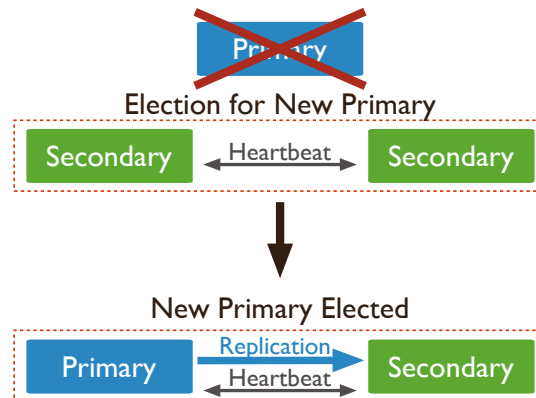 Primary
Election for New Primary
Secondary
Heartbeat
Secondary
New Primary Elected
Primary
Replication
Heartbeat
Secondary